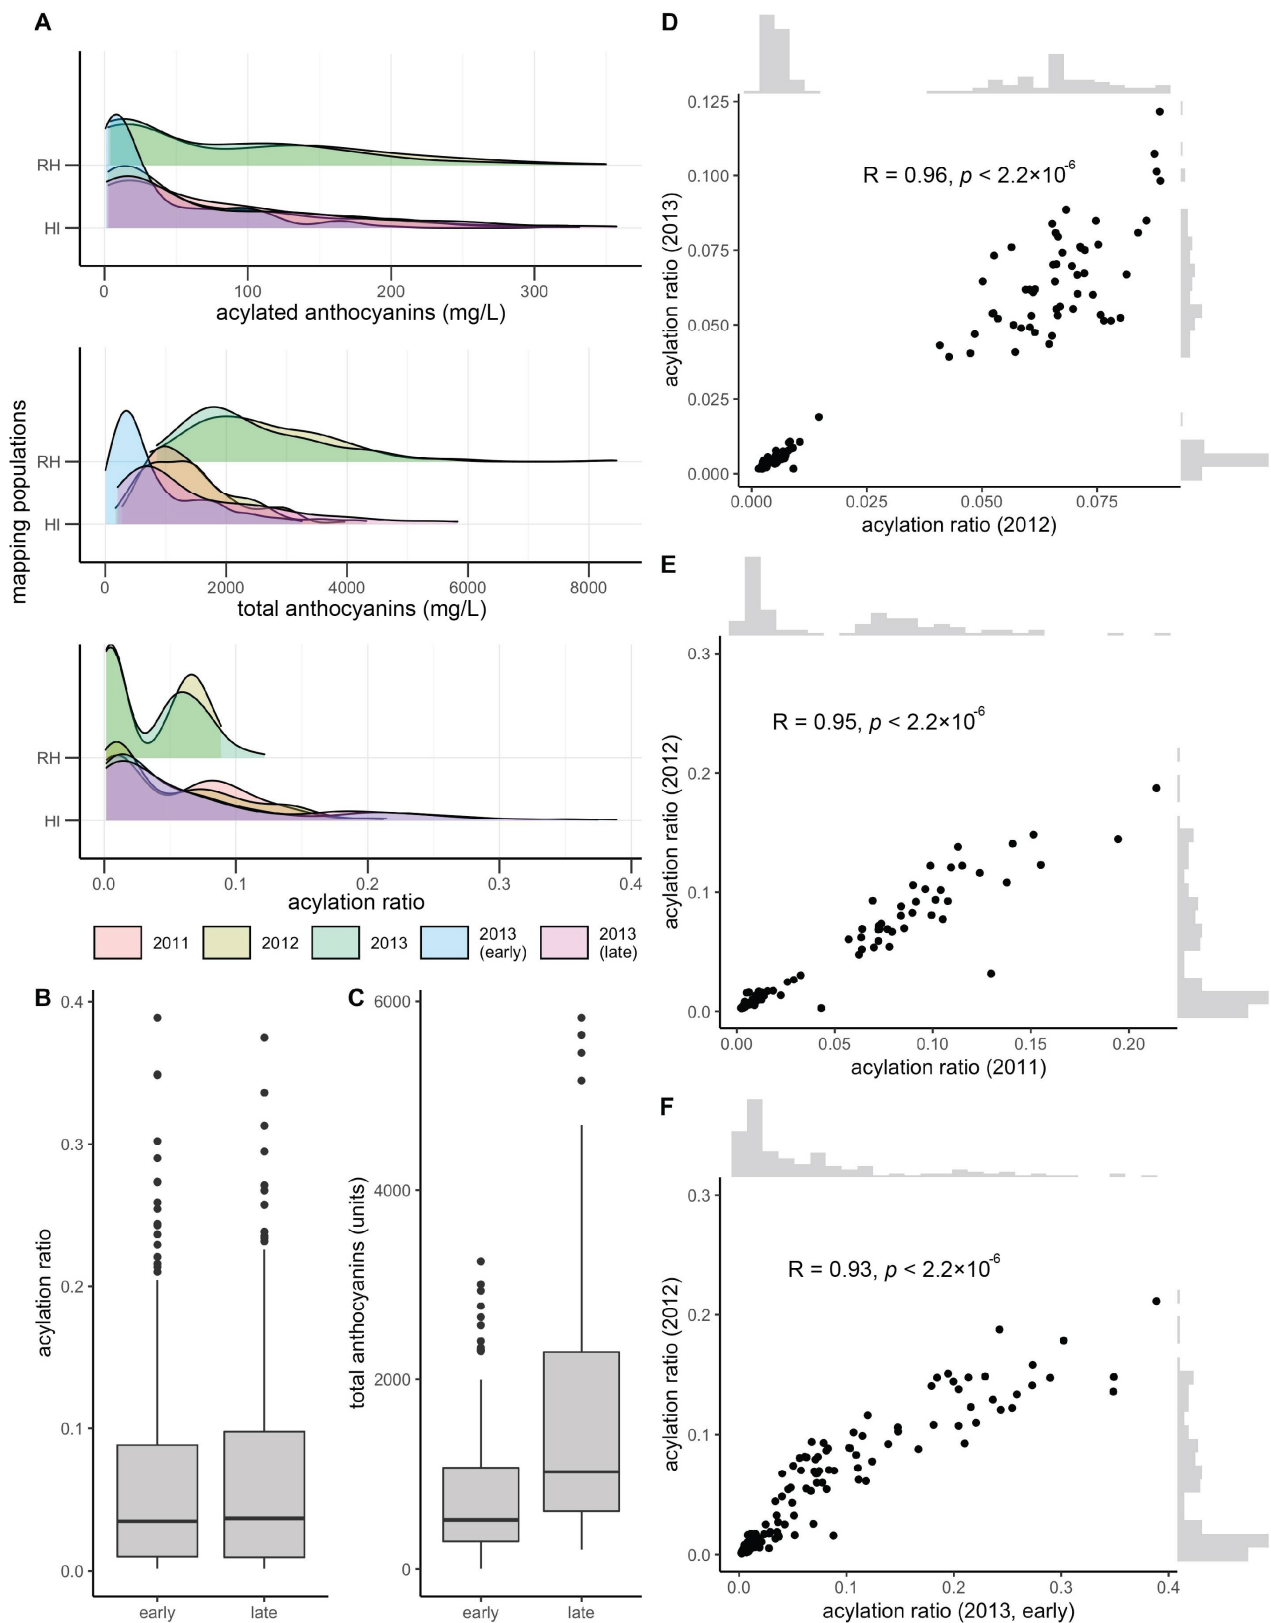 A
RH
HI
0 100 200 300
acylated anthocyanins (mg/L)
RH
HI
0 2000 4000 6000 8000
total anthocyanins (mg/L)
mapping populations
RH
HI
0.0 0.1 0.2 0.3 0.4
acylation ratio
2011 2012 2013 2013 (early) 2013 (late)
B
0.4
0.3
0.2
0.1
0.0
acylation ratio
early late
C
6000
4000
2000
0
total anthocyanins (units)
early late
D
R = 0.96, p < 2.2×10-6
0.125
0.100
0.075
0.050
0.025
0.000
acylation ratio (2013)
0.000 0.025 0.050 0.075
acylation ratio (2012)
E
R = 0.95, p < 2.2×10-6
0.3
0.2
0.1
0.0
acylation ratio (2012)
0.00 0.05 0.10 0.15 0.20
acylation ratio (2011)
F
R = 0.93, p < 2.2×10-6
0.3
0.2
0.1
0.0
acylation ratio (2012)
0.0 0.1 0.2 0.3 0.4
acylation ratio (2013, early)